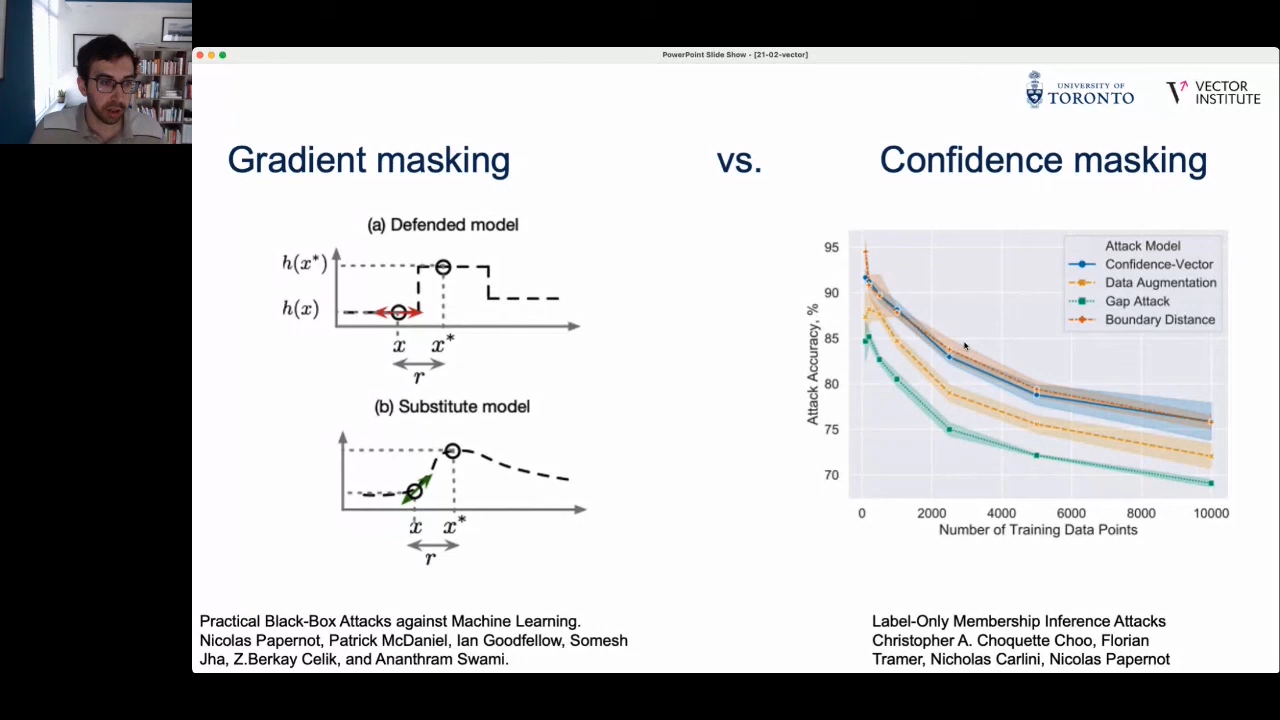 PowerPoint Slide Show - [21-02-vector]
UNIVERSITY OF
TORONTO
VECTOR
INSTITUTE
Gradient masking
vs.
Confidence masking
(a) Defended model
h(x*)
h(x)
x
x*
r
(b) Substitute model
x
x*
r
Attack Accuracy, %
95
90
85
80
75
70
Attack Model
Confidence-Vector
Data Augmentation
Gap Attack
Boundary Distance
0 2000 4000 6000 8000 10000
Number of Training Data Points
Practical Black-Box Attacks against Machine Learning.
Nicolas Papernot, Patrick McDaniel, Ian Goodfellow, Somesh
Jha, Z.Berkay Celik, and Ananthram Swami.
Label-Only Membership Inference Attacks
Christopher A. Choquette Choo, Florian
Tramer, Nicholas Carlini, Nicolas Papernot